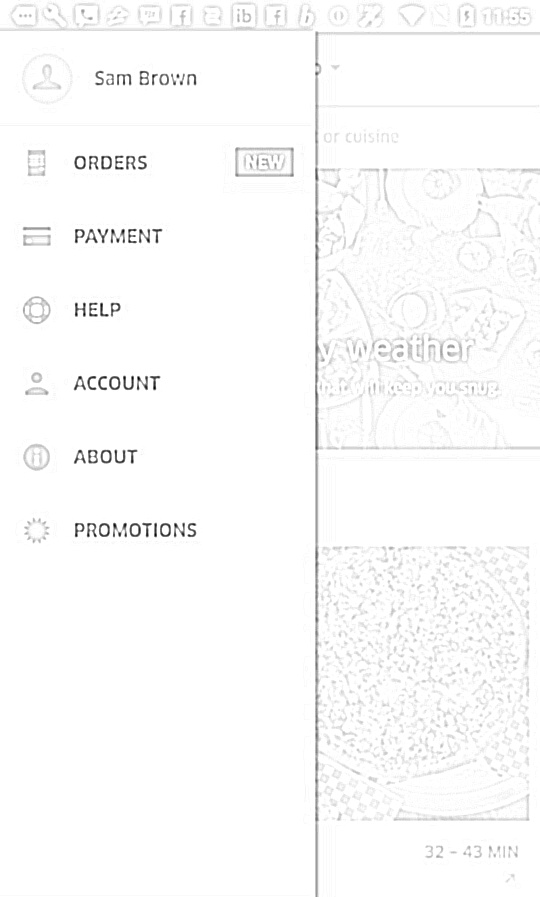 11:55
Sam Brown
or cuisine
ORDERS
NEW
PAYMENT
HELP
y weather
ACCOUNT
that will keep you snug.
ABOUT
PROMOTIONS
32 – 43 MIN